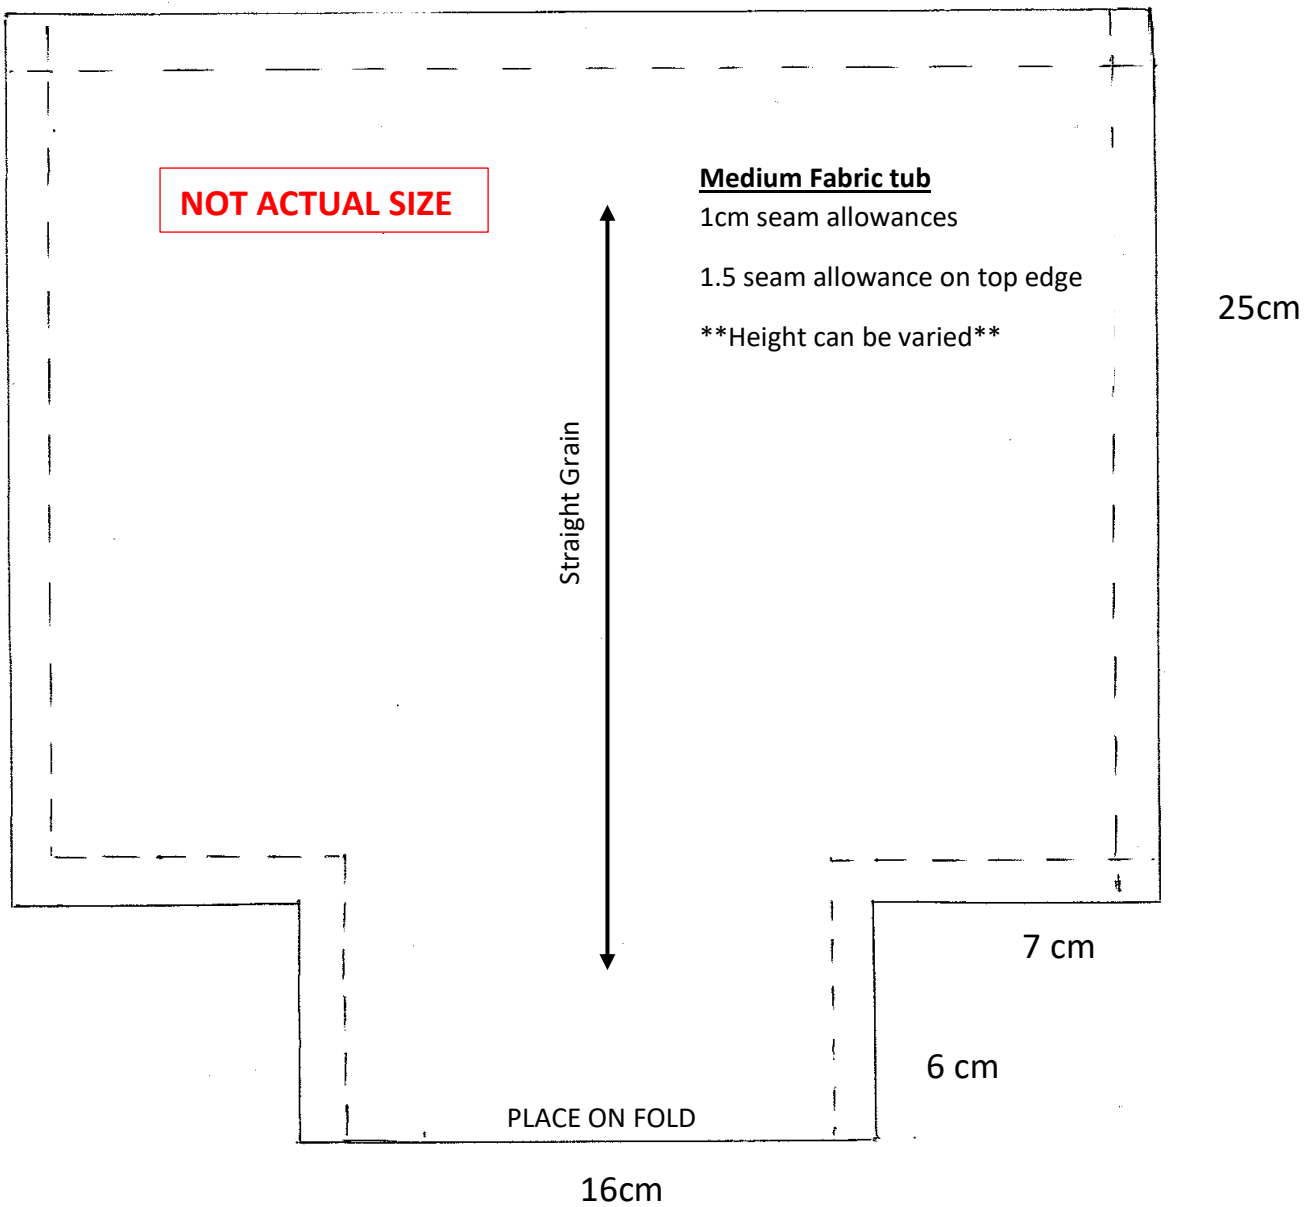 NOT ACTUAL SIZE
Medium Fabric tub
1cm seam allowances
1.5 seam allowance on top edge
**Height can be varied**
25cm
Straight Grain
7 cm
6 cm
PLACE ON FOLD
16cm